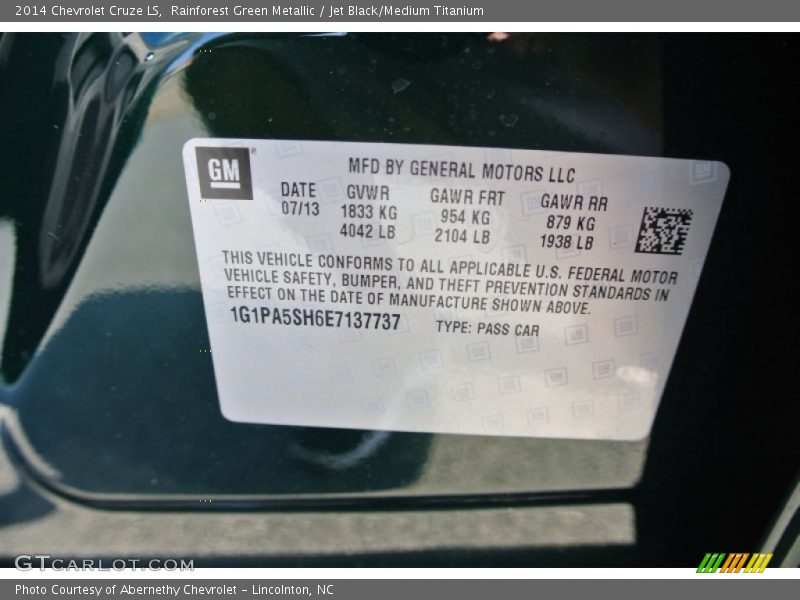 2014 Chevrolet Cruze LS, Rainforest Green Metallic / Jet Black/Medium Titanium
GM
MFD BY GENERAL MOTORS LLC
DATE GVWR GAWR FRT GAWR RR
07/13 1833 KG 954 KG 879 KG
4042 LB 2104 LB 1938 LB
THIS VEHICLE CONFORMS TO ALL APPLICABLE U.S. FEDERAL MOTOR
VEHICLE SAFETY, BUMPER, AND THEFT PREVENTION STANDARDS IN
EFFECT ON THE DATE OF MANUFACTURE SHOWN ABOVE.
1G1PA5SH6E7137737 TYPE: PASS CAR
GTCARLOT.COM
Photo Courtesy of Abernethy Chevrolet – Lincolnton, NC